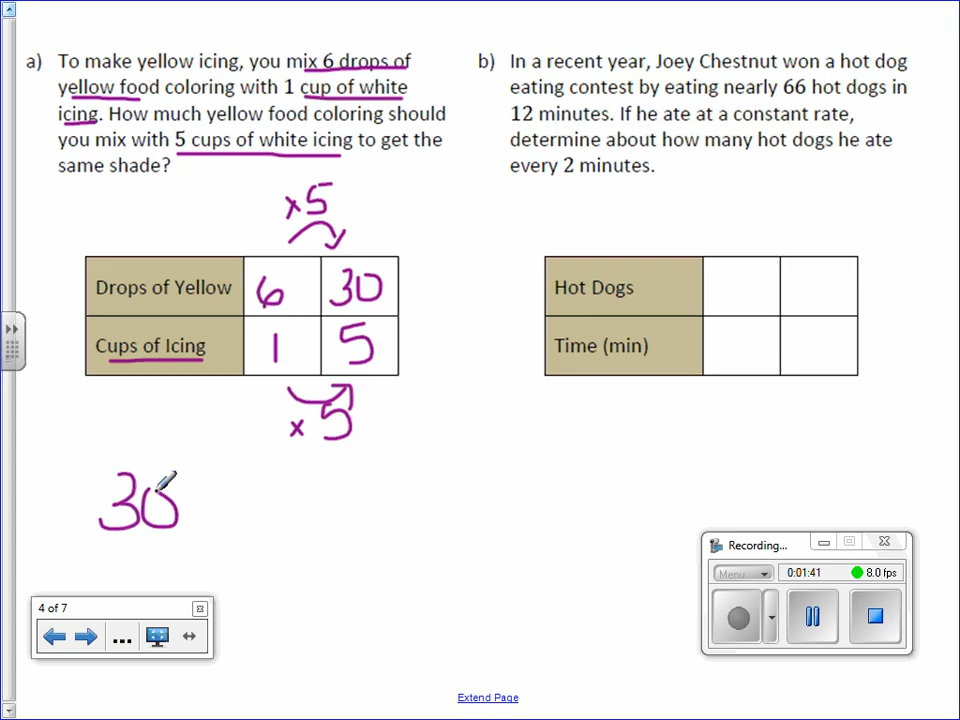 a) To make yellow icing, you mix 6 drops of
yellow food coloring with 1 cup of white
icing. How much yellow food coloring should
you mix with 5 cups of white icing to get the
same shade?
×5
Drops of Yellow 6 30
Cups of Icing 1 5
× 5
30
b) In a recent year, Joey Chestnut won a hot dog
eating contest by eating nearly 66 hot dogs in
12 minutes. If he ate at a constant rate,
determine about how many hot dogs he ate
every 2 minutes.
Hot Dogs
Time (min)
4 of 7
...
Recording...
Menu 0:01:41 8.0 fps
Extend Page